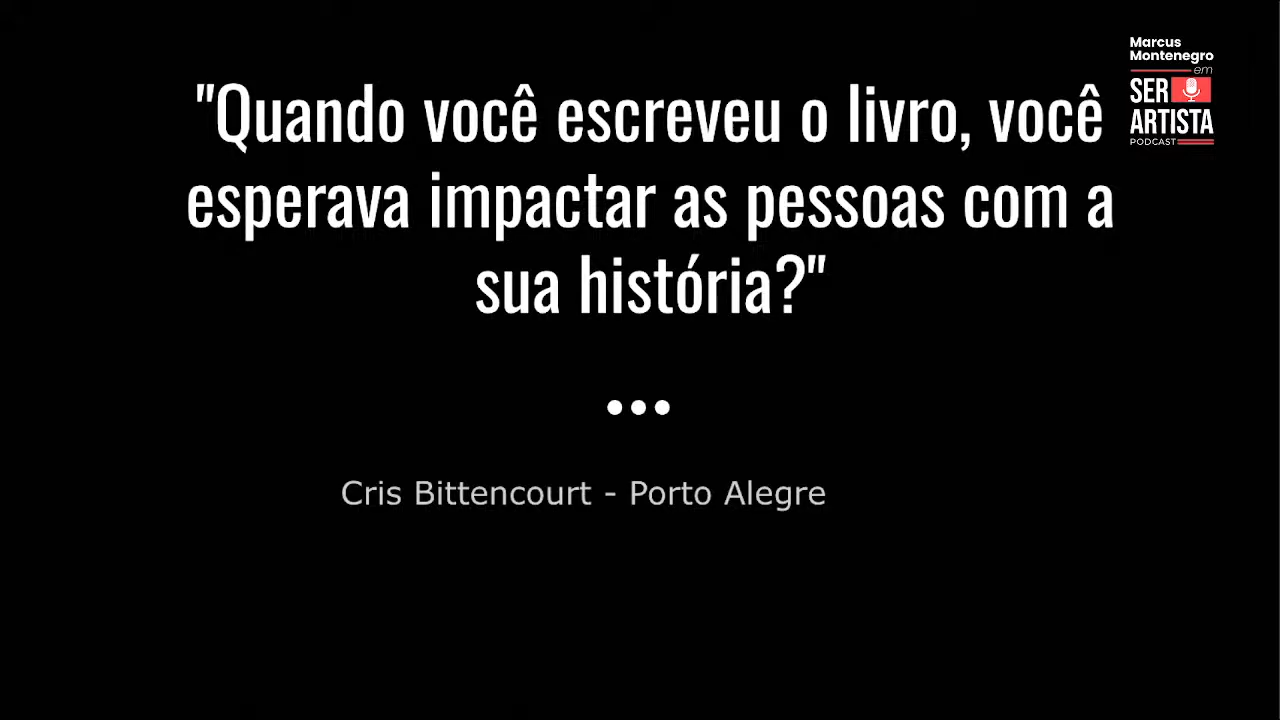 "Quando você escreveu o livro, você
esperava impactar as pessoas com a
sua história?"
Cris Bittencourt - Porto Alegre
Marcus
Montenegro
em
SER
ARTISTA
PODCAST